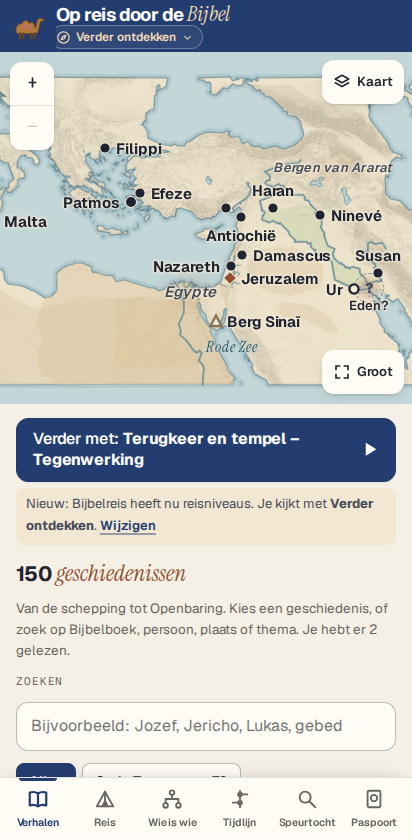 Op reis door de Bijbel
Verder ontdekken
+
−
Kaart
Filippi
Bergen van Ararat
Haran
Efeze
Patmos
Ninevé
Malta
Antiochië
Damascus
Susan
Nazareth
Jeruzalem
Ur
?
Egypte
Eden?
Berg Sinaï
Rode Zee
Groot
Verder met: Terugkeer en tempel –
Tegenwerking
Nieuw: Bijbelreis heeft nu reisniveaus. Je kijkt met Verder
ontdekken. Wijzigen
150 geschiedenissen
Van de schepping tot Openbaring. Kies een geschiedenis, of
zoek op Bijbelboek, persoon, plaats of thema. Je hebt er 2
gelezen.
ZOEKEN
Bijvoorbeeld: Jozef, Jericho, Lukas, gebed
Verhalen
Reis
Wie is wie
Tijdlijn
Speurtocht
Paspoort